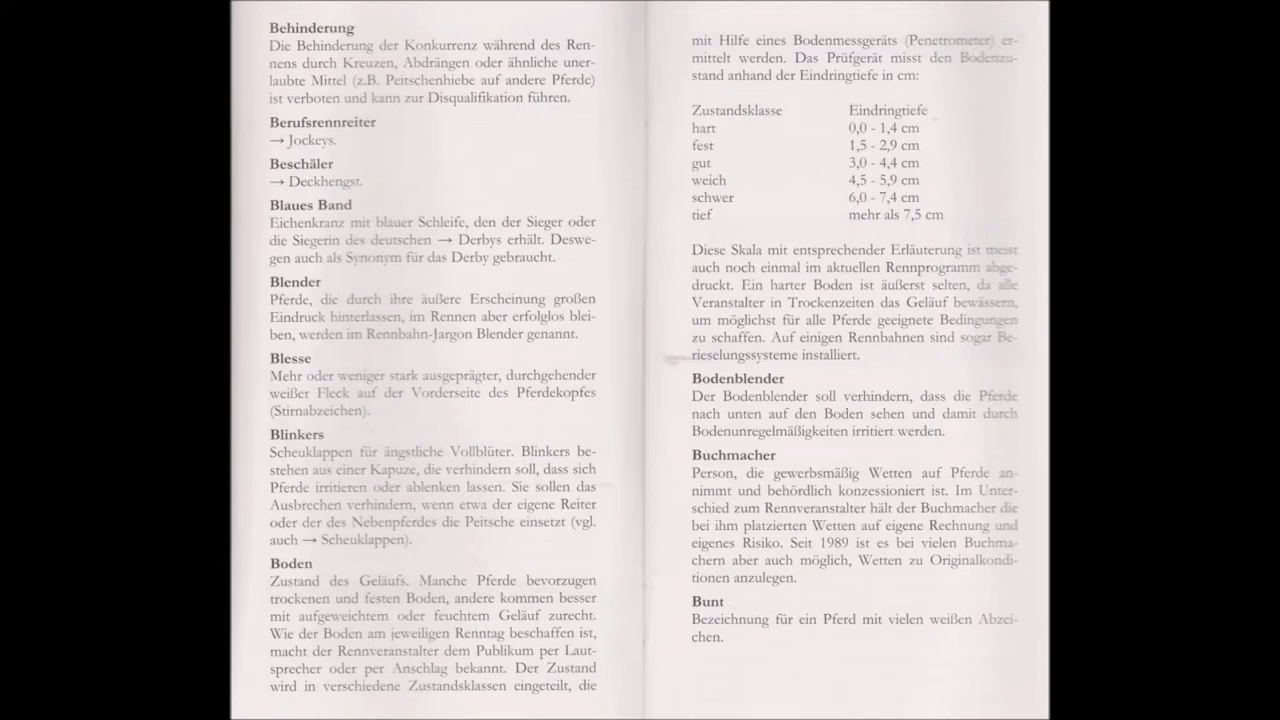 Behinderung
Die Behinderung der Konkurrenz während des Ren-
nens durch Kreuzen, Abdrängen oder ähnliche uner-
laubte Mittel (z.B. Peitschenhiebe auf andere Pferde)
ist verboten und kann zur Disqualifikation führen.
Berufsrennreiter
→ Jockeys.
Beschäler
→ Deckhengst.
Blaues Band
Eichenkranz mit blauer Schleife, den der Sieger oder
die Siegerin des deutschen → Derbys erhält. Deswe-
gen auch als Synonym für das Derby gebraucht.
Blender
Pferde, die durch ihre äußere Erscheinung großen
Eindruck hinterlassen, im Rennen aber erfolglos blei-
ben, werden im Rennbahn-Jargon Blender genannt.
Blesse
Mehr oder weniger stark ausgeprägter, durchgehender
weißer Fleck auf der Vorderseite des Pferdekopfes
(Stirnabzeichen).
Blinkers
Scheuklappen für ängstliche Vollblüter. Blinkers be-
stehen aus einer Kapuze, die verhindern soll, dass sich
Pferde irritieren oder ablenken lassen. Sie sollen das
Ausbrechen verhindern, wenn etwa der eigene Reiter
oder der des Nebenpferdes die Peitsche einsetzt (vgl.
auch → Scheuklappen).
Boden
Zustand des Geläufs. Manche Pferde bevorzugen
trockenen und festen Boden, andere kommen besser
mit aufgeweichtem oder feuchtem Geläuf zurecht.
Wie der Boden am jeweiligen Renntag beschaffen ist,
macht der Rennveranstalter dem Publikum per Laut-
sprecher oder per Anschlag bekannt. Der Zustand
wird in verschiedene Zustandsklassen eingeteilt, die
mit Hilfe eines Bodenmessgeräts (Penetrometer) er-
mittelt werden. Das Prüfgerät misst den Bodenzu-
stand anhand der Eindringtiefe in cm:
Zustandsklasse Eindringtiefe
hart 0,0 - 1,4 cm
fest 1,5 - 2,9 cm
gut 3,0 - 4,4 cm
weich 4,5 - 5,9 cm
schwer 6,0 - 7,4 cm
tief mehr als 7,5 cm
Diese Skala mit entsprechender Erläuterung ist meist
auch noch einmal im aktuellen Rennprogramm abge-
druckt. Ein harter Boden ist äußerst selten, da alle
Veranstalter in Trockenzeiten das Geläuf bewässern,
um möglichst für alle Pferde geeignete Bedingungen
zu schaffen. Auf einigen Rennbahnen sind sogar Be-
rieselungssysteme installiert.
Bodenblender
Der Bodenblender soll verhindern, dass die Pferde
nach unten auf den Boden sehen und damit durch
Bodenunregelmäßigkeiten irritiert werden.
Buchmacher
Person, die gewerbsmäßig Wetten auf Pferde an-
nimmt und behördlich konzessioniert ist. Im Unter-
schied zum Rennveranstalter hält der Buchmacher die
bei ihm platzierten Wetten auf eigene Rechnung und
eigenes Risiko. Seit 1989 ist es bei vielen Buchma-
chern aber auch möglich, Wetten zu Originalkondi-
tionen anzulegen.
Bunt
Bezeichnung für ein Pferd mit vielen weißen Abzei-
chen.